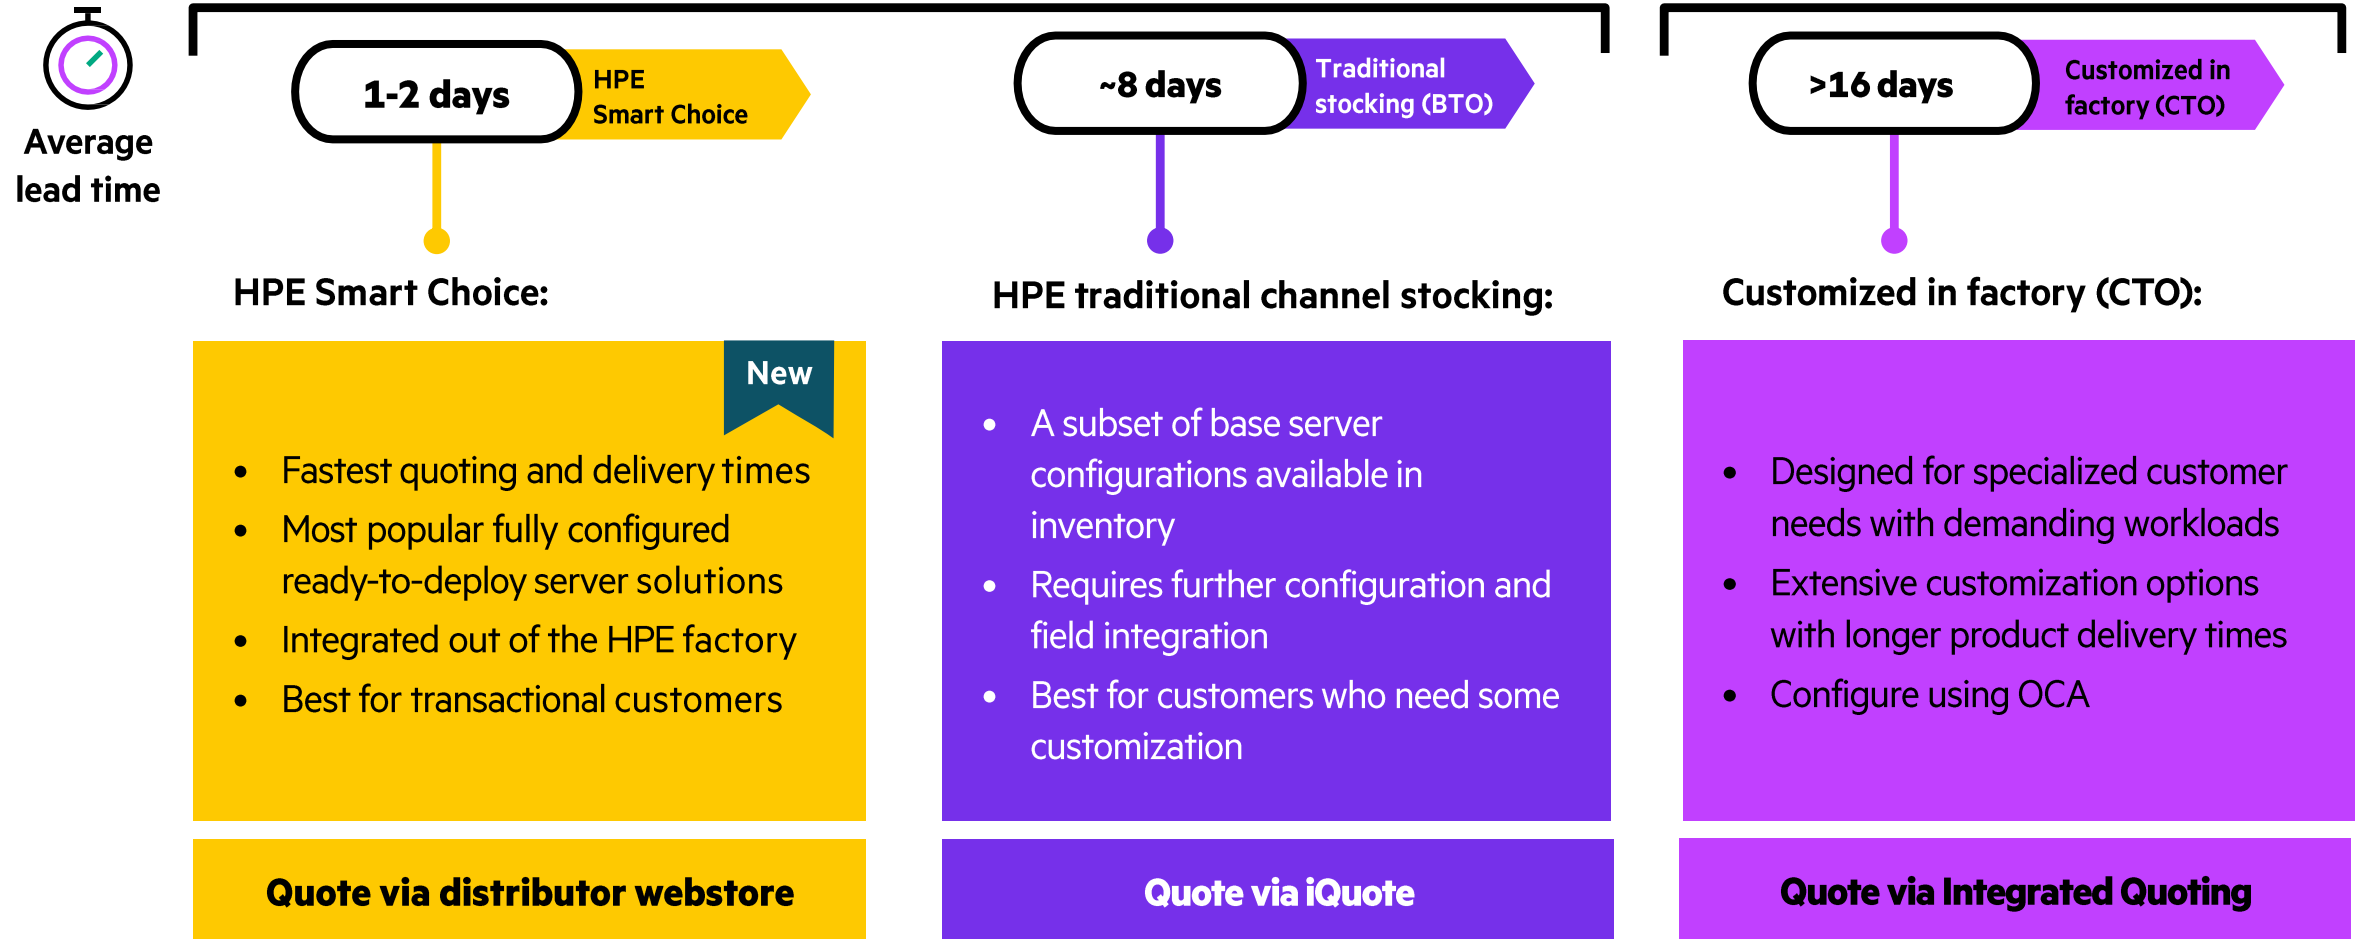 Average
lead time
1-2 days
HPE
Smart Choice
~8 days
Traditional
stocking (BTO)
>16 days
Customized in
factory (CTO)
HPE Smart Choice:
New
• Fastest quoting and delivery times
• Most popular fully configured
ready-to-deploy server solutions
• Integrated out of the HPE factory
• Best for transactional customers
Quote via distributor webstore
HPE traditional channel stocking:
• A subset of base server
configurations available in
inventory
• Requires further configuration and
field integration
• Best for customers who need some
customization
Quote via iQuote
Customized in factory (CTO):
• Designed for specialized customer
needs with demanding workloads
• Extensive customization options
with longer product delivery times
• Configure using OCA
Quote via Integrated Quoting